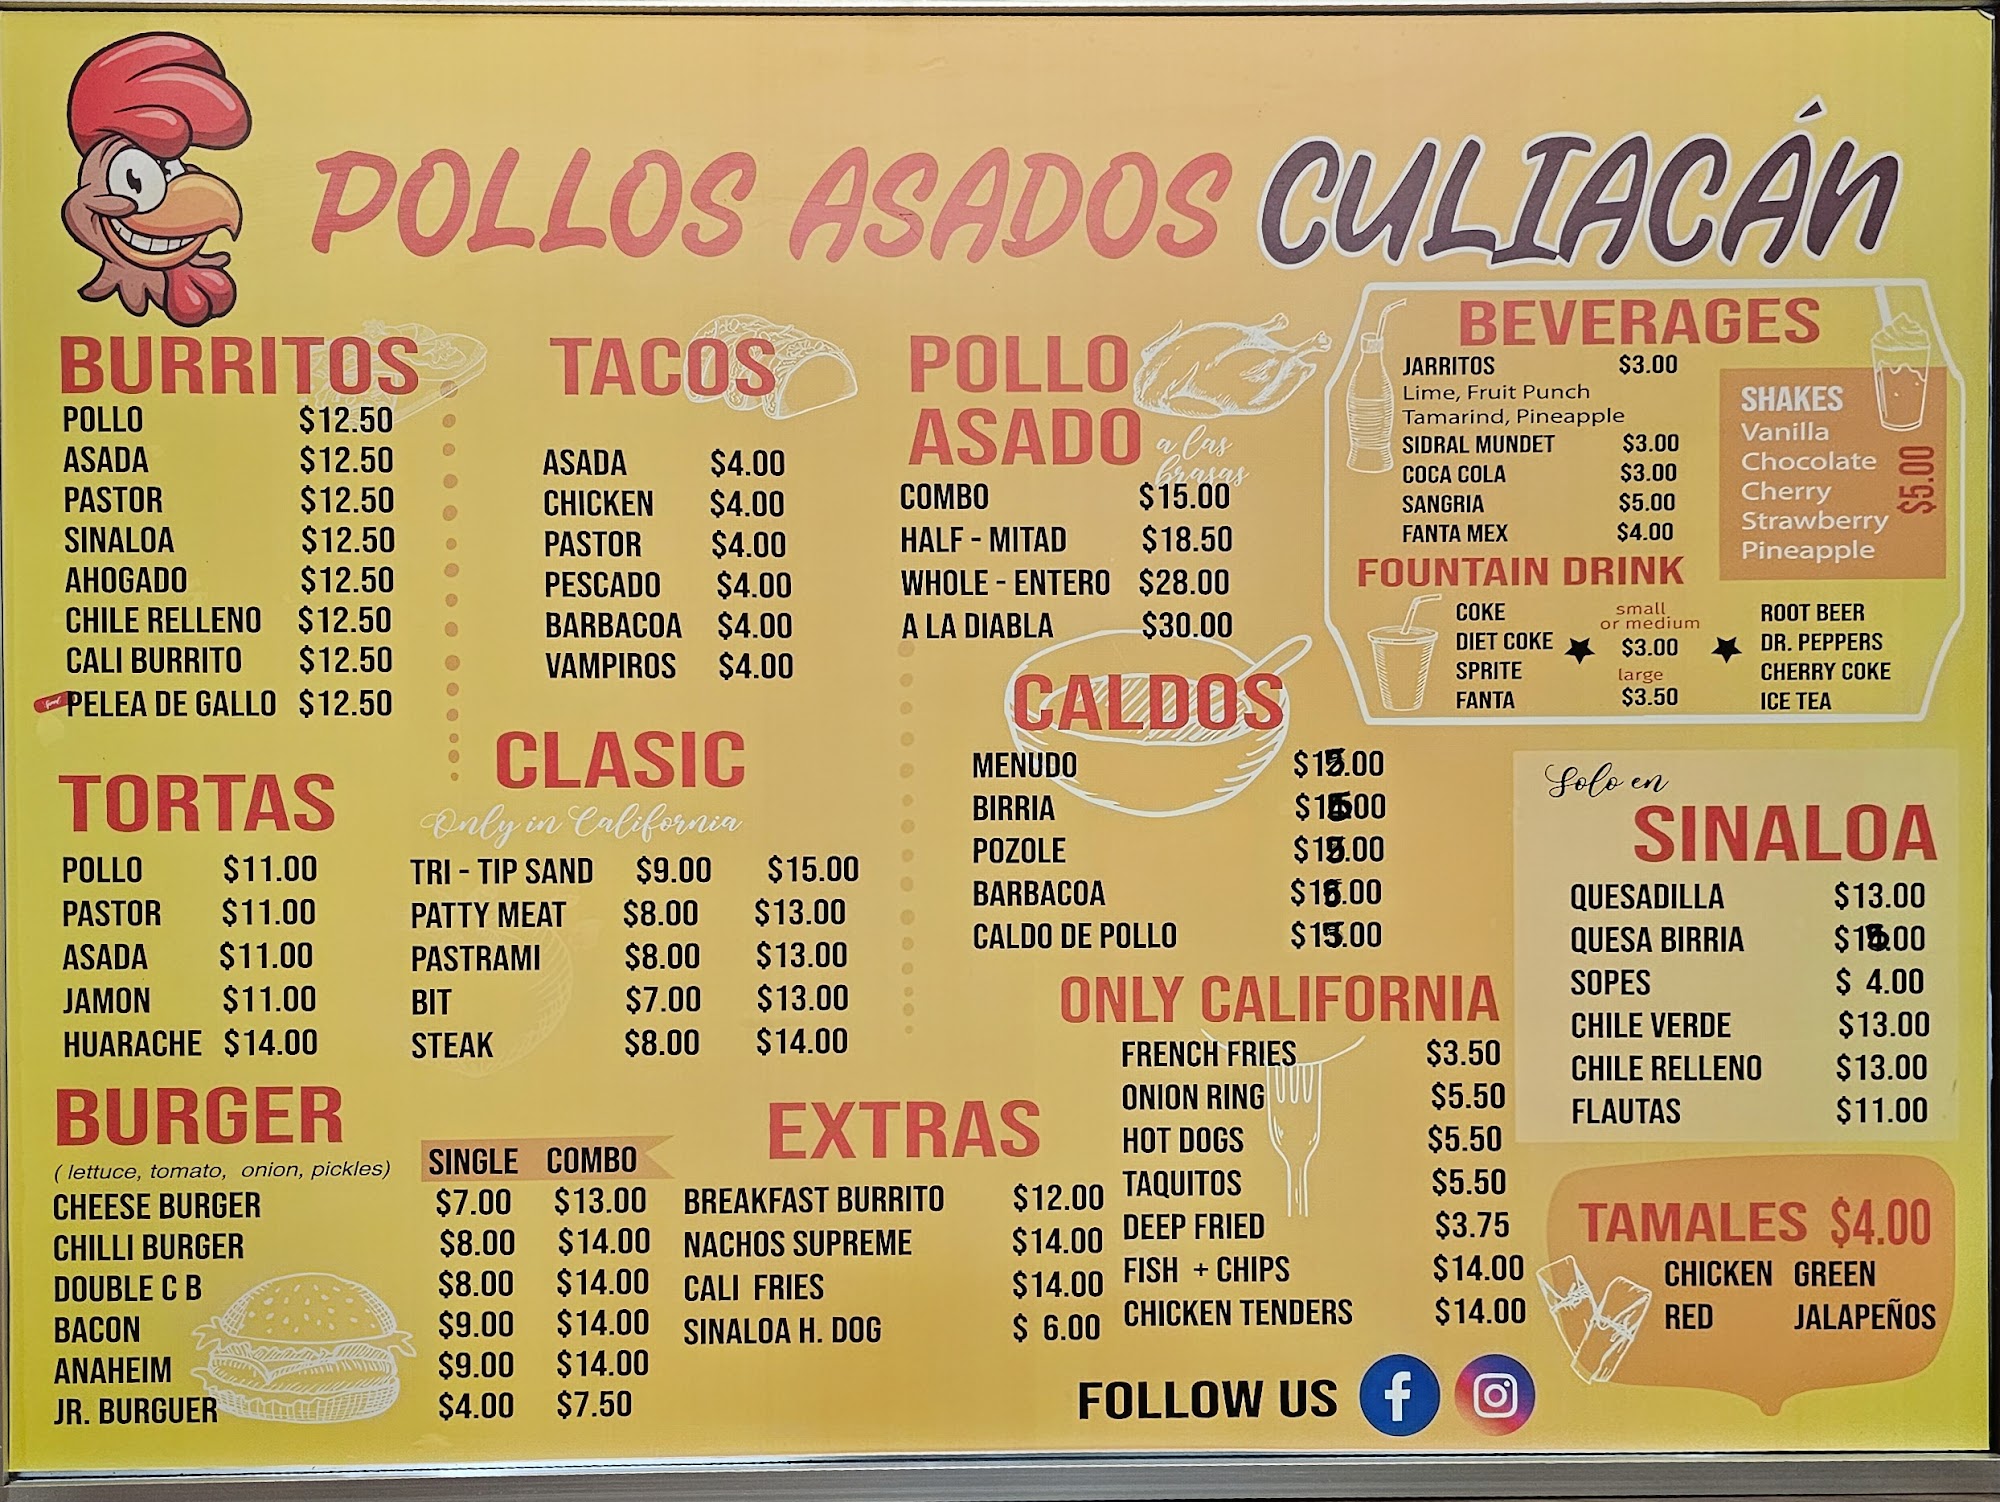 POLLOS ASADOS CULIACÁN
BURRITOS
POLLO $12.50
ASADA $12.50
PASTOR $12.50
SINALOA $12.50
AHOGADO $12.50
CHILE RELLENO $12.50
CALI BURRITO $12.50
PELEA DE GALLO $12.50
TACOS
ASADA $4.00
CHICKEN $4.00
PASTOR $4.00
PESCADO $4.00
BARBACOA $4.00
VAMPIROS $4.00
POLLO
ASADO a las
brasas
COMBO $15.00
HALF - MITAD $18.50
WHOLE - ENTERO $28.00
A LA DIABLA $30.00
BEVERAGES
JARRITOS $3.00
Lime, Fruit Punch
Tamarind, Pineapple
SIDRAL MUNDET $3.00
COCA COLA $3.00
SANGRIA $5.00
FANTA MEX $4.00
SHAKES
Vanilla
Chocolate
Cherry
Strawberry
Pineapple
$5.00
FOUNTAIN DRINK
COKE
DIET COKE
SPRITE
FANTA
small
or medium
$3.00
large
$3.50
ROOT BEER
DR. PEPPERS
CHERRY COKE
ICE TEA
TORTAS
POLLO $11.00
PASTOR $11.00
ASADA $11.00
JAMON $11.00
HUARACHE $14.00
CLASIC
Only in California
TRI - TIP SAND $9.00 $15.00
PATTY MEAT $8.00 $13.00
PASTRAMI $8.00 $13.00
BIT $7.00 $13.00
STEAK $8.00 $14.00
CALDOS
MENUDO
BIRRIA
POZOLE
BARBACOA
CALDO DE POLLO
Solo en
SINALOA
QUESADILLA $13.00
QUESA BIRRIA
SOPES $ 4.00
CHILE VERDE $13.00
CHILE RELLENO $13.00
FLAUTAS $11.00
BURGER
( lettuce, tomato, onion, pickles)
SINGLE COMBO
CHEESE BURGER $7.00 $13.00
CHILLI BURGER $8.00 $14.00
DOUBLE C B $8.00 $14.00
BACON $9.00 $14.00
ANAHEIM $9.00 $14.00
JR. BURGUER $4.00 $7.50
EXTRAS
BREAKFAST BURRITO $12.00
NACHOS SUPREME $14.00
CALI FRIES $14.00
SINALOA H. DOG $ 6.00
ONLY CALIFORNIA
FRENCH FRIES $3.50
ONION RING $5.50
HOT DOGS $5.50
TAQUITOS $5.50
DEEP FRIED $3.75
FISH + CHIPS $14.00
CHICKEN TENDERS $14.00
TAMALES $4.00
CHICKEN GREEN
RED JALAPEÑOS
FOLLOW US